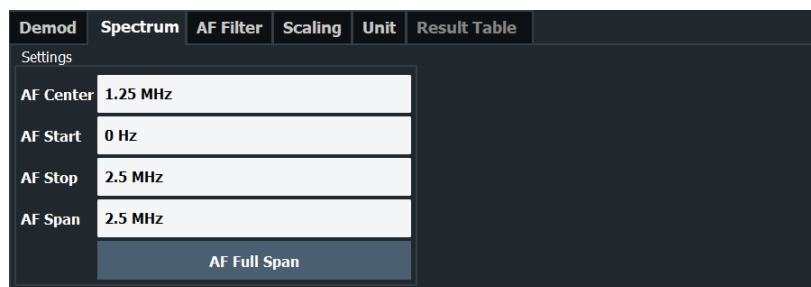 Demod Spectrum AF Filter Scaling Unit Result Table
Settings
AF Center 1.25 MHz
AF Start 0 Hz
AF Stop 2.5 MHz
AF Span 2.5 MHz
AF Full Span